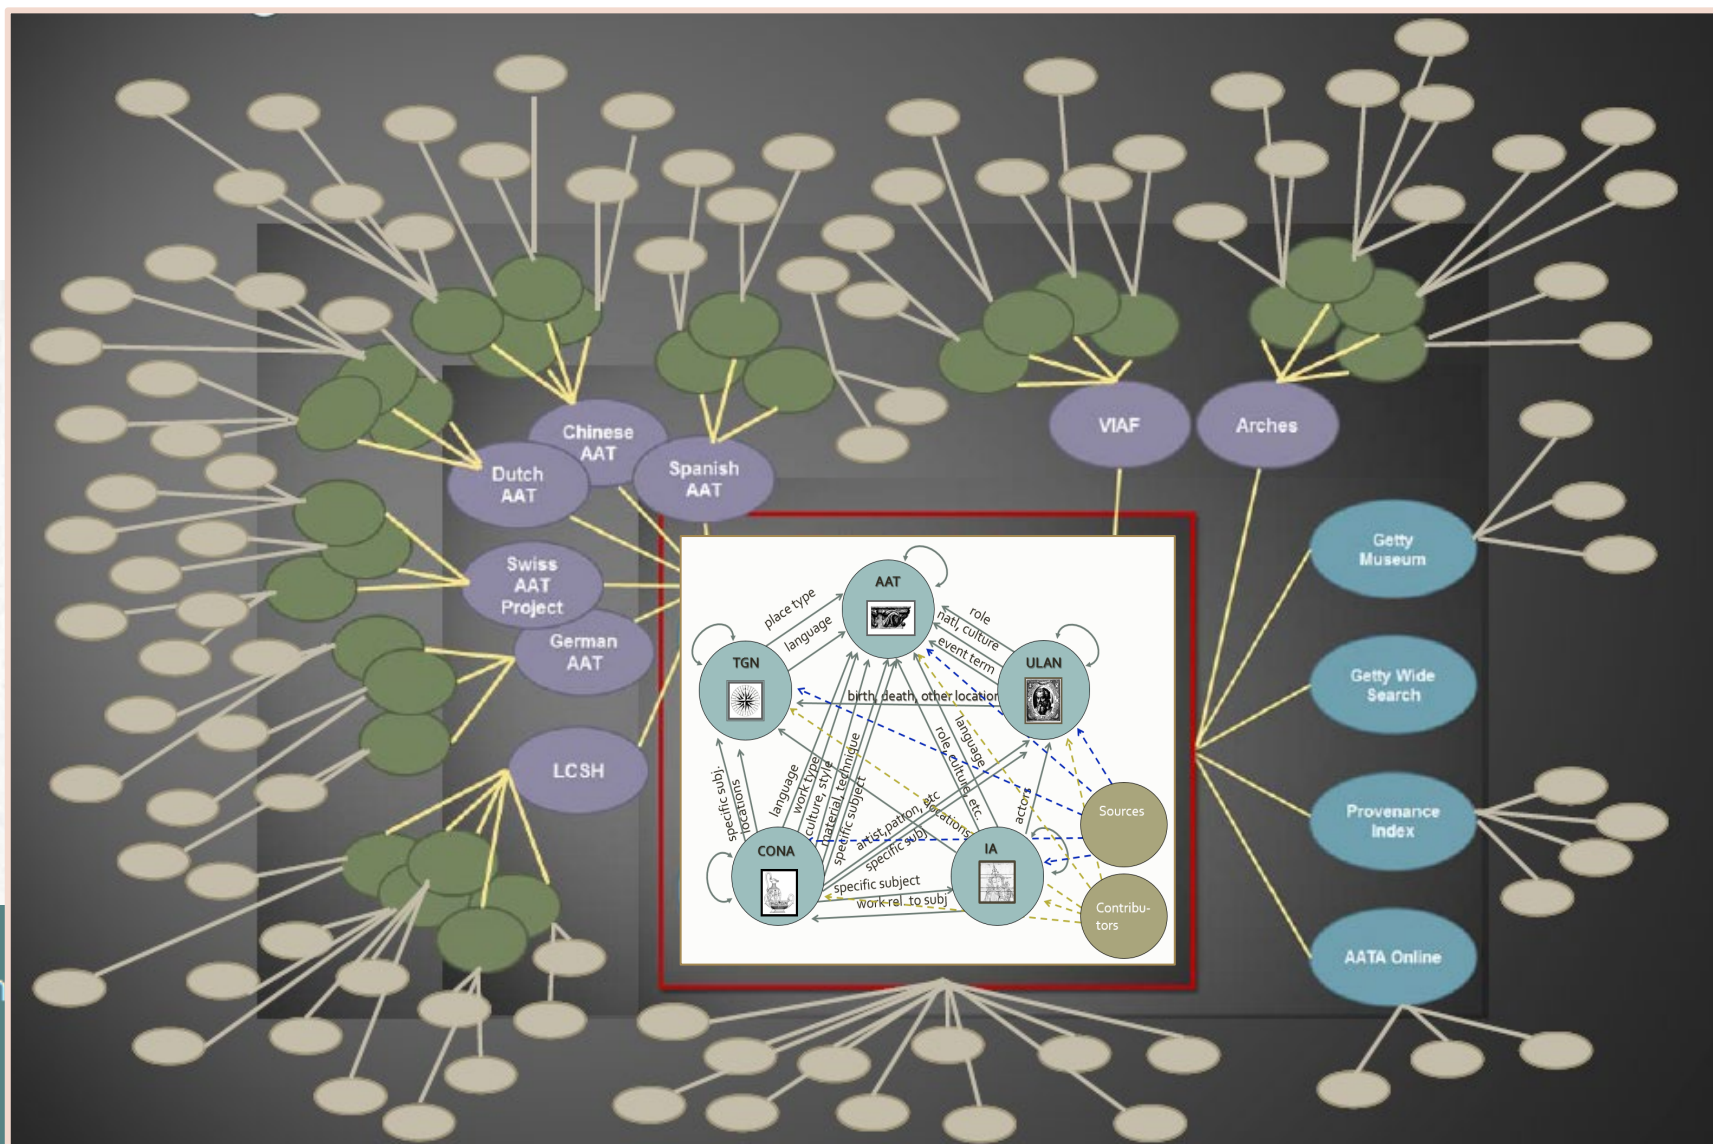 Chinese
AAT
Dutch
AAT
Spanish
AAT
Swiss
AAT
Project
German
AAT
LCSH
VIAF
Arches
Getty
Museum
Getty Wide
Search
Provenance
Index
AATA Online
AAT
TGN
ULAN
CONA
IA
Sources
Contribu-
tors
place type
language
role
natl, culture
event term
birth, death, other location
language
role, culture, etc.
actors
specific subj.
locations
language
work type
culture, style
material, technique
specific subject
artist, patron, etc
locations
specific subj
specific subject
work rel. to subj